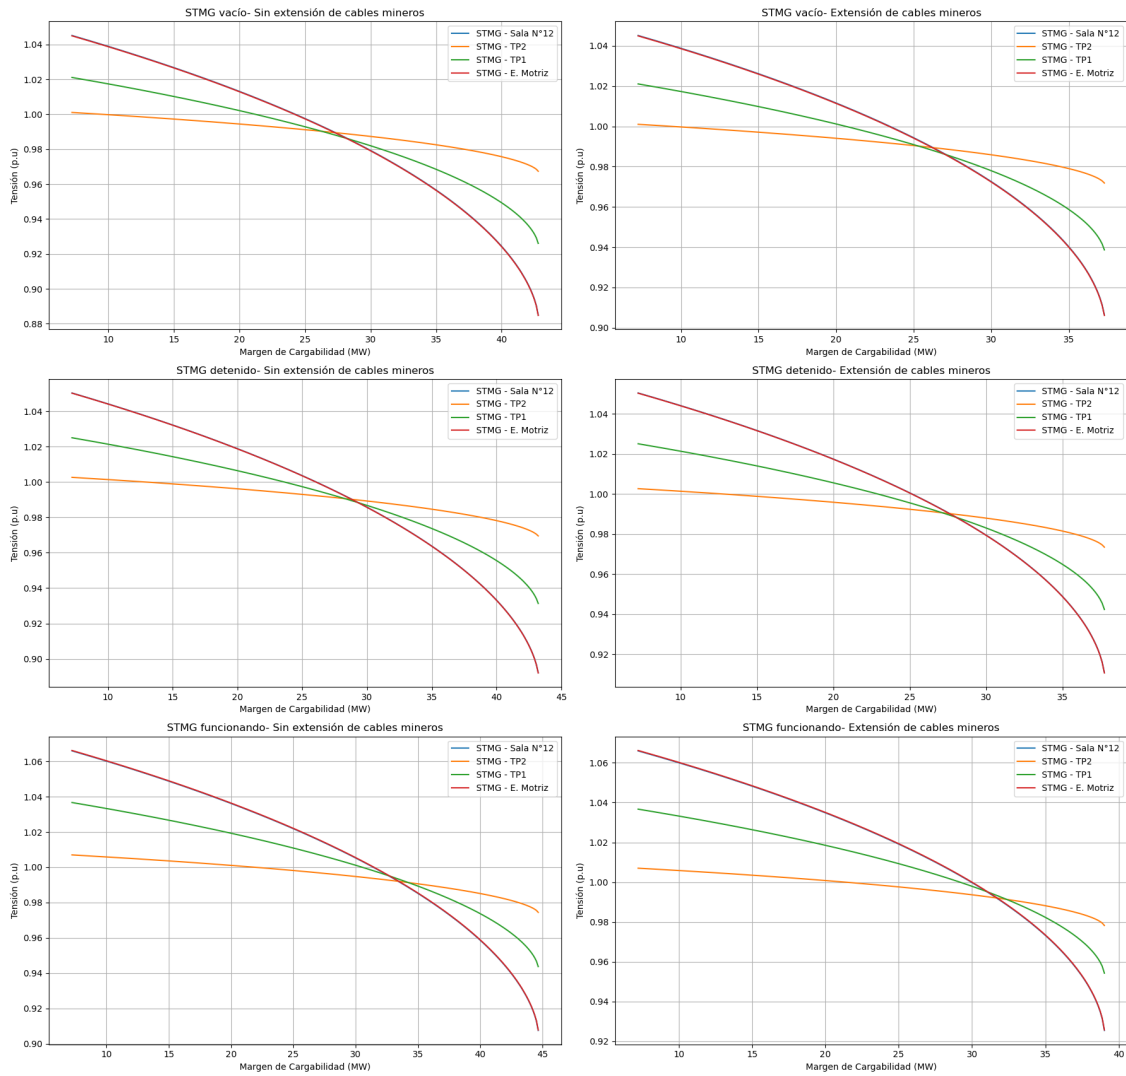 STMG vacío- Sin extensión de cables mineros
STMG - Sala N°12
STMG - TP2
STMG - TP1
STMG - E. Motriz
Tensión (p.u)
1.04
1.02
1.00
0.98
0.96
0.94
0.92
0.90
0.88
10
15
20
25
30
35
40
Margen de Cargabilidad (MW)
STMG vacío- Extensión de cables mineros
STMG - Sala N°12
STMG - TP2
STMG - TP1
STMG - E. Motriz
Tensión (p.u)
1.04
1.02
1.00
0.98
0.96
0.94
0.92
0.90
10
15
20
25
30
35
Margen de Cargabilidad (MW)
STMG detenido- Sin extensión de cables mineros
STMG - Sala N°12
STMG - TP2
STMG - TP1
STMG - E. Motriz
Tensión (p.u)
1.04
1.02
1.00
0.98
0.96
0.94
0.92
0.90
10
15
20
25
30
35
40
45
Margen de Cargabilidad (MW)
STMG detenido- Extensión de cables mineros
STMG - Sala N°12
STMG - TP2
STMG - TP1
STMG - E. Motriz
Tensión (p.u)
1.04
1.02
1.00
0.98
0.96
0.94
0.92
10
15
20
25
30
35
Margen de Cargabilidad (MW)
STMG funcionando- Sin extensión de cables mineros
STMG - Sala N°12
STMG - TP2
STMG - TP1
STMG - E. Motriz
Tensión (p.u)
1.06
1.04
1.02
1.00
0.98
0.96
0.94
0.92
0.90
10
15
20
25
30
35
40
45
Margen de Cargabilidad (MW)
STMG funcionando- Extensión de cables mineros
STMG - Sala N°12
STMG - TP2
STMG - TP1
STMG - E. Motriz
Tensión (p.u)
1.06
1.04
1.02
1.00
0.98
0.96
0.94
0.92
10
15
20
25
30
35
40
Margen de Cargabilidad (MW)